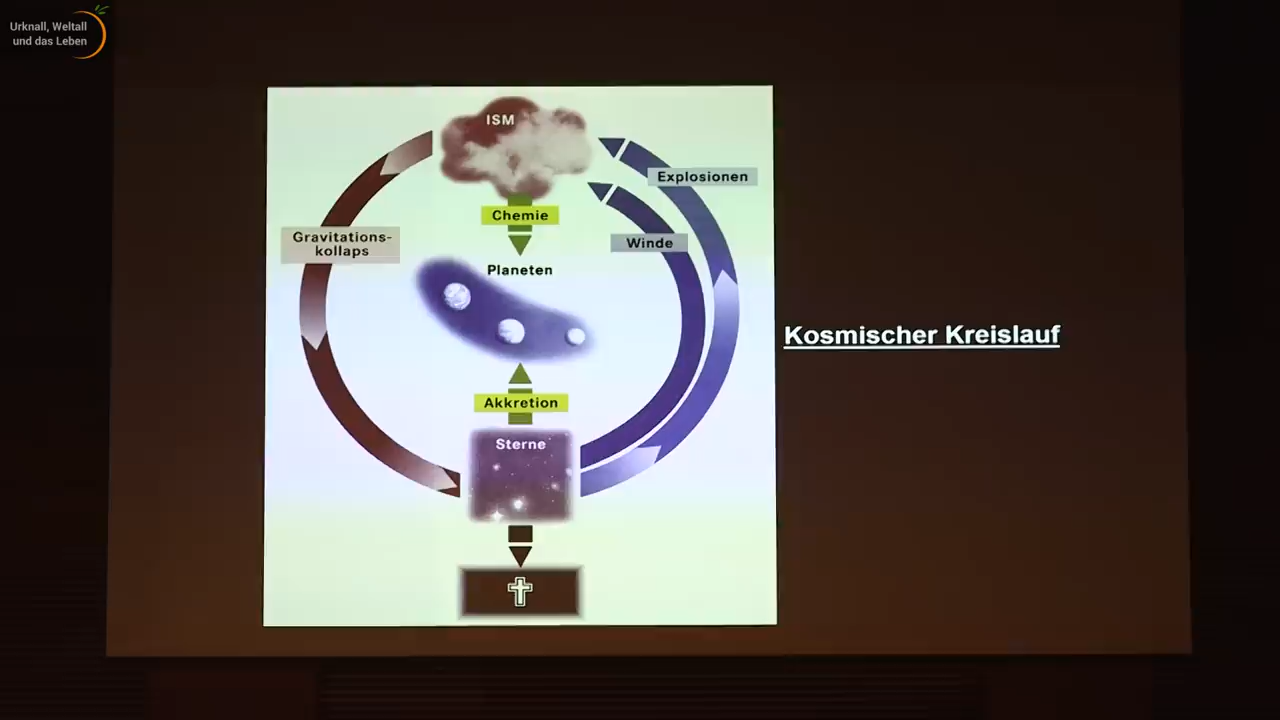 Urknall, Weltall
und das Leben
ISM
Explosionen
Chemie
Winde
Gravitations-
kollaps
Planeten
Kosmischer Kreislauf
Akkretion
Sterne